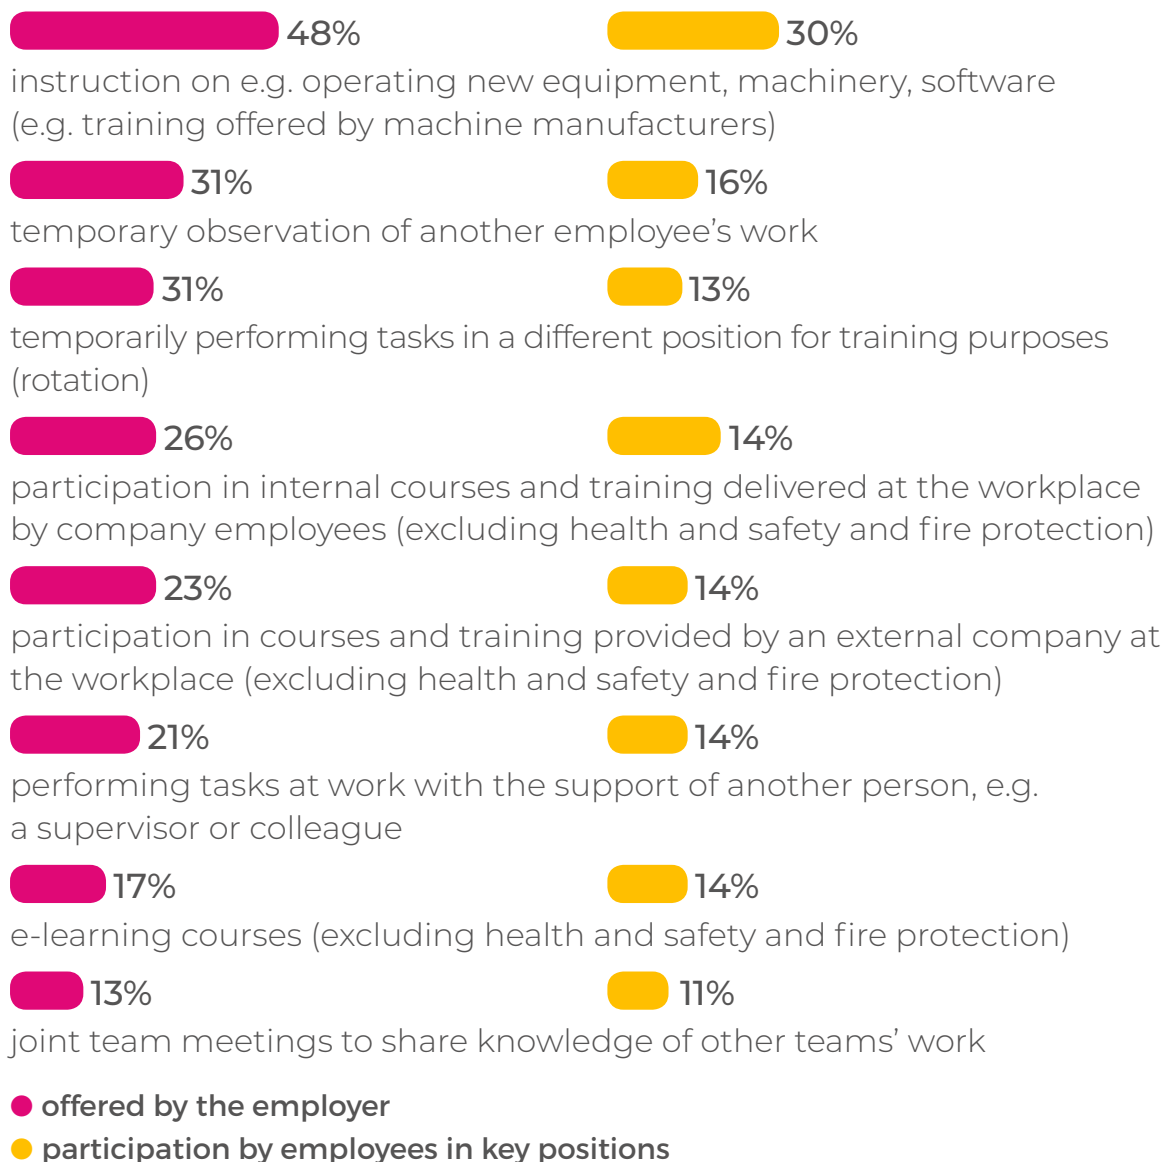 48% 30%
instruction on e.g. operating new equipment, machinery, software
(e.g. training offered by machine manufacturers)
31% 16%
temporary observation of another employee’s work
31% 13%
temporarily performing tasks in a different position for training purposes
(rotation)
26% 14%
participation in internal courses and training delivered at the workplace
by company employees (excluding health and safety and fire protection)
23% 14%
participation in courses and training provided by an external company at
the workplace (excluding health and safety and fire protection)
21% 14%
performing tasks at work with the support of another person, e.g.
a supervisor or colleague
17% 14%
e-learning courses (excluding health and safety and fire protection)
13% 11%
joint team meetings to share knowledge of other teams’ work
offered by the employer
participation by employees in key positions